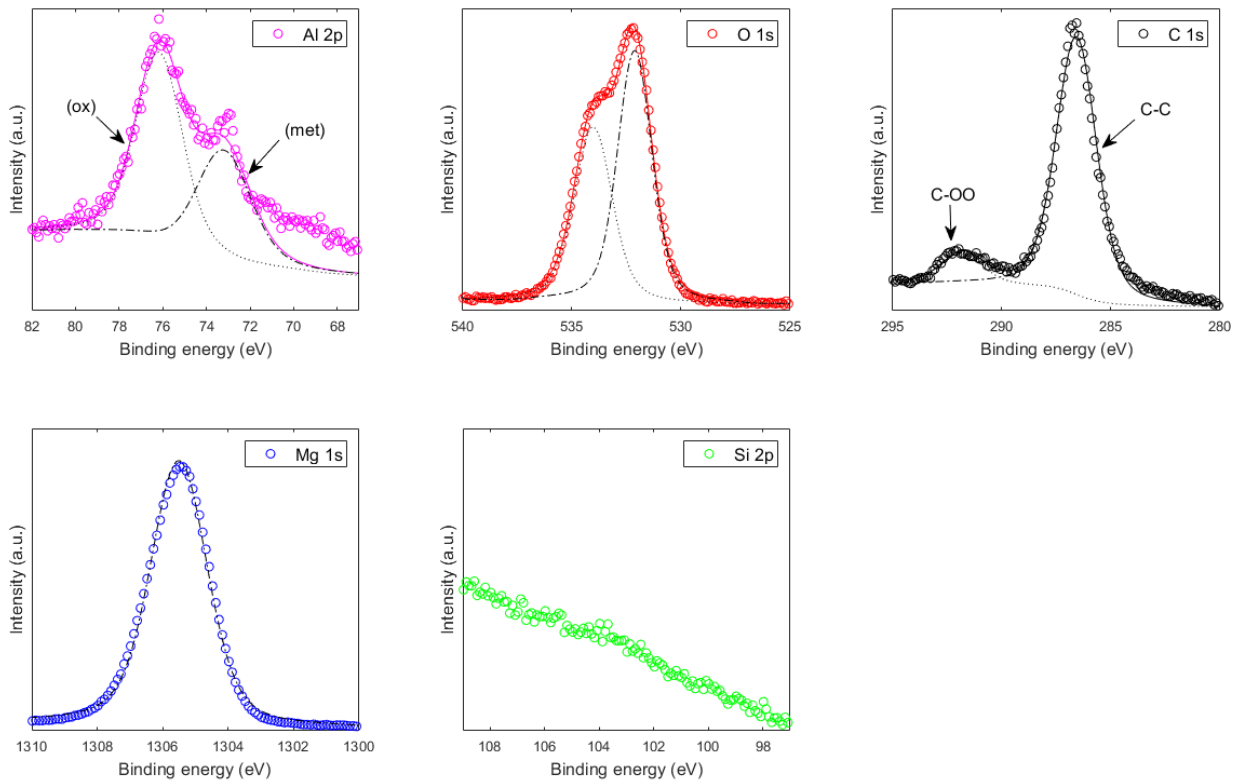 Al 2p
(ox)
(met)
Intensity (a.u.)
82 80 78 76 74 72 70 68
Binding energy (eV)
O 1s
Intensity (a.u.)
540 535 530 525
Binding energy (eV)
C 1s
C-C
C-OO
Intensity (a.u.)
295 290 285 280
Binding energy (eV)
Mg 1s
Intensity (a.u.)
1310 1308 1306 1304 1302 1300
Binding energy (eV)
Si 2p
Intensity (a.u.)
108 106 104 102 100 98
Binding energy (eV)